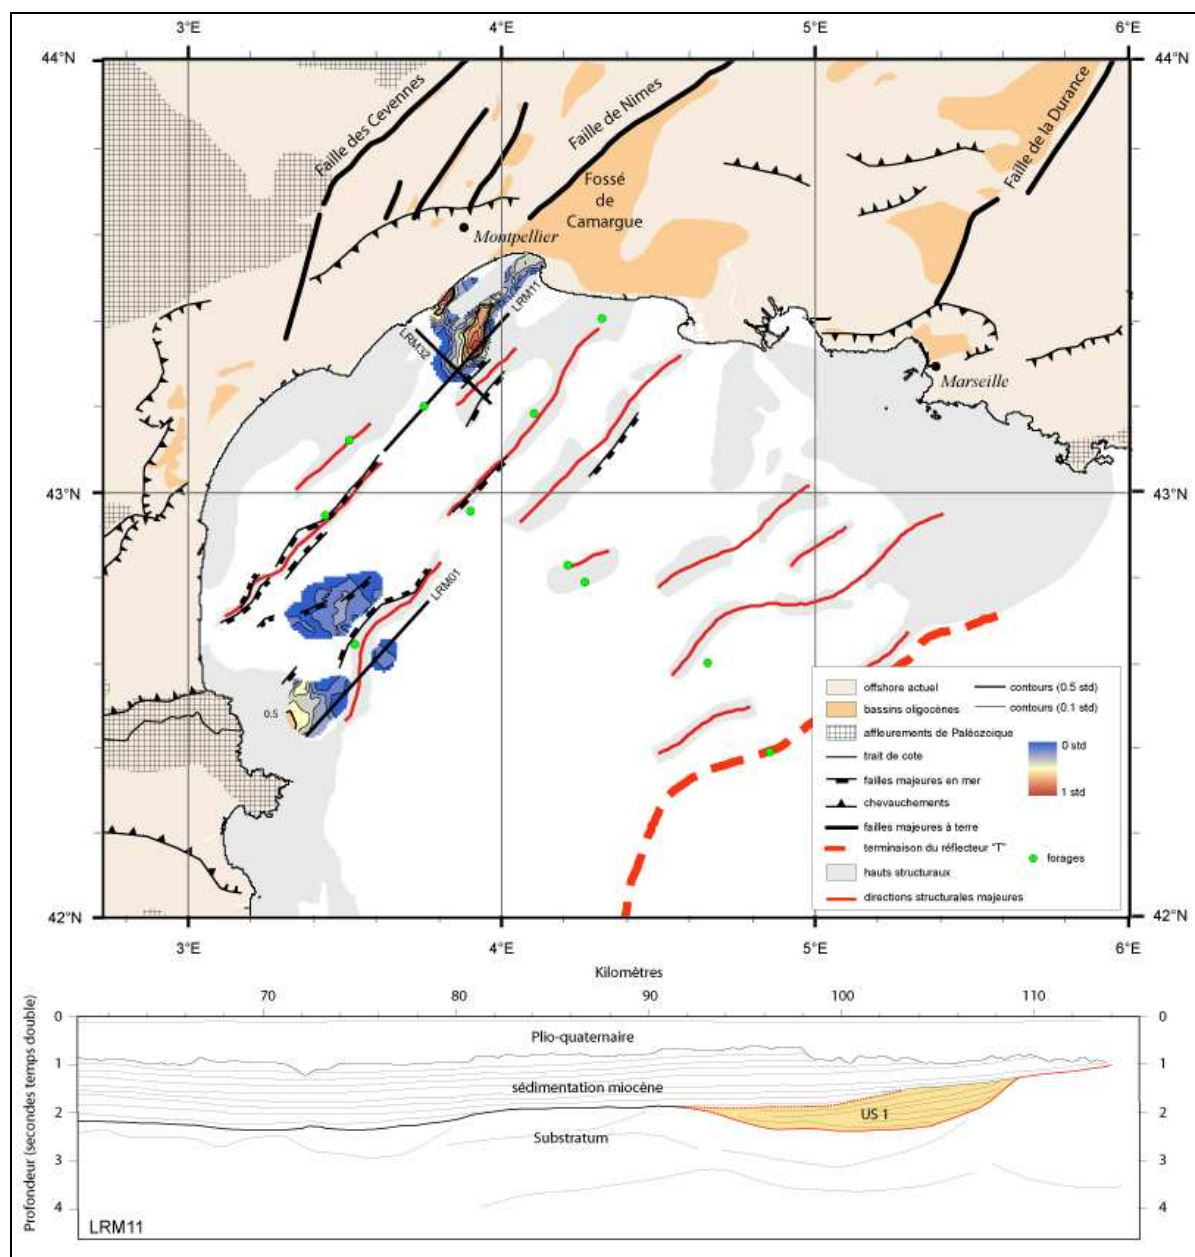 3°E 4°E 5°E 6°E
44°N 44°N
Faille des Cevennes
Faille de Nimes
Faille de la Durance
Fossé
de
Camargue
Montpellier
LRM11
LRM32
Marseille
43°N 43°N
LRM01
0.5
offshore actuel
bassins oligocènes
affleurements de Paléozoique
trait de cote
failles majeures en mer
chevauchements
failles majeures à terre
terminaison du réflecteur "T"
hauts structuraux
directions structurales majeures
contours (0.5 std)
contours (0.1 std)
0 std
1 std
forages
42°N 42°N
3°E 4°E 5°E 6°E
Kilomètres
70 80 90 100 110
Profondeur (secondes temps double)
0 0
Plio-quaternaire
1 1
sédimentation miocène
2 US 1 2
Substratum
3 3
4 4
LRM11